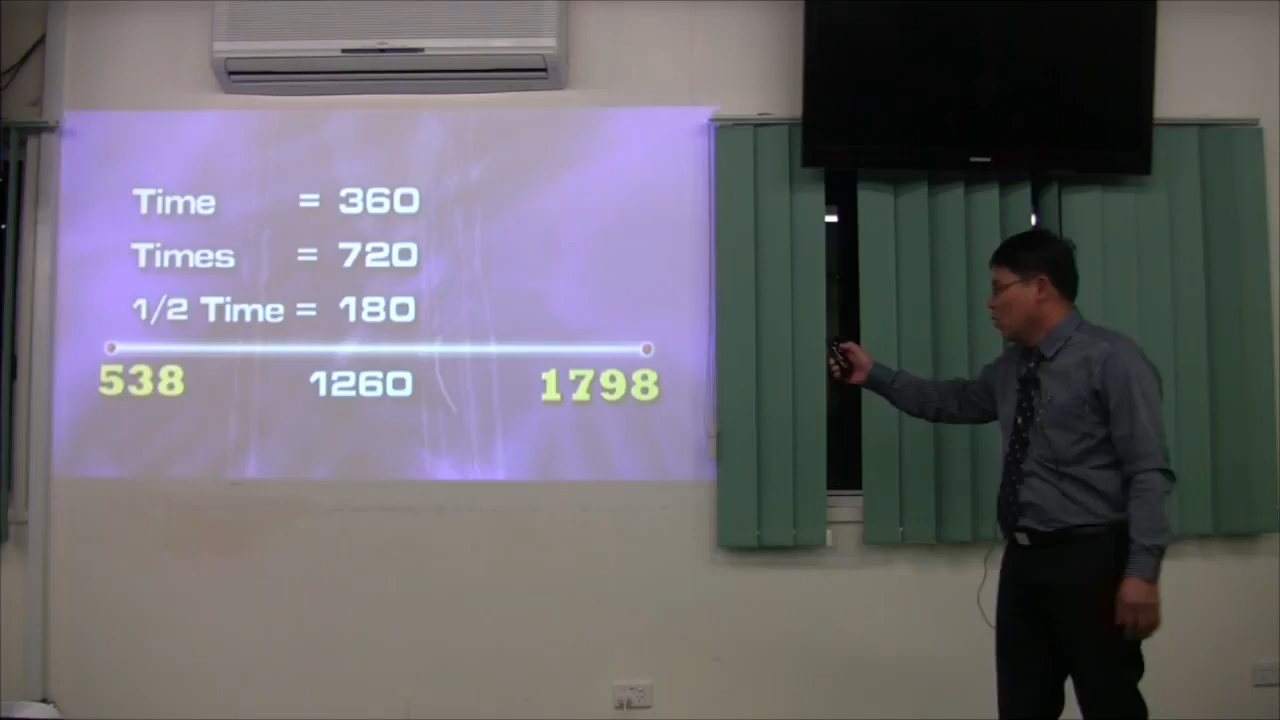 Time = 360
Times = 720
1/2 Time = 180
538 1260 1798